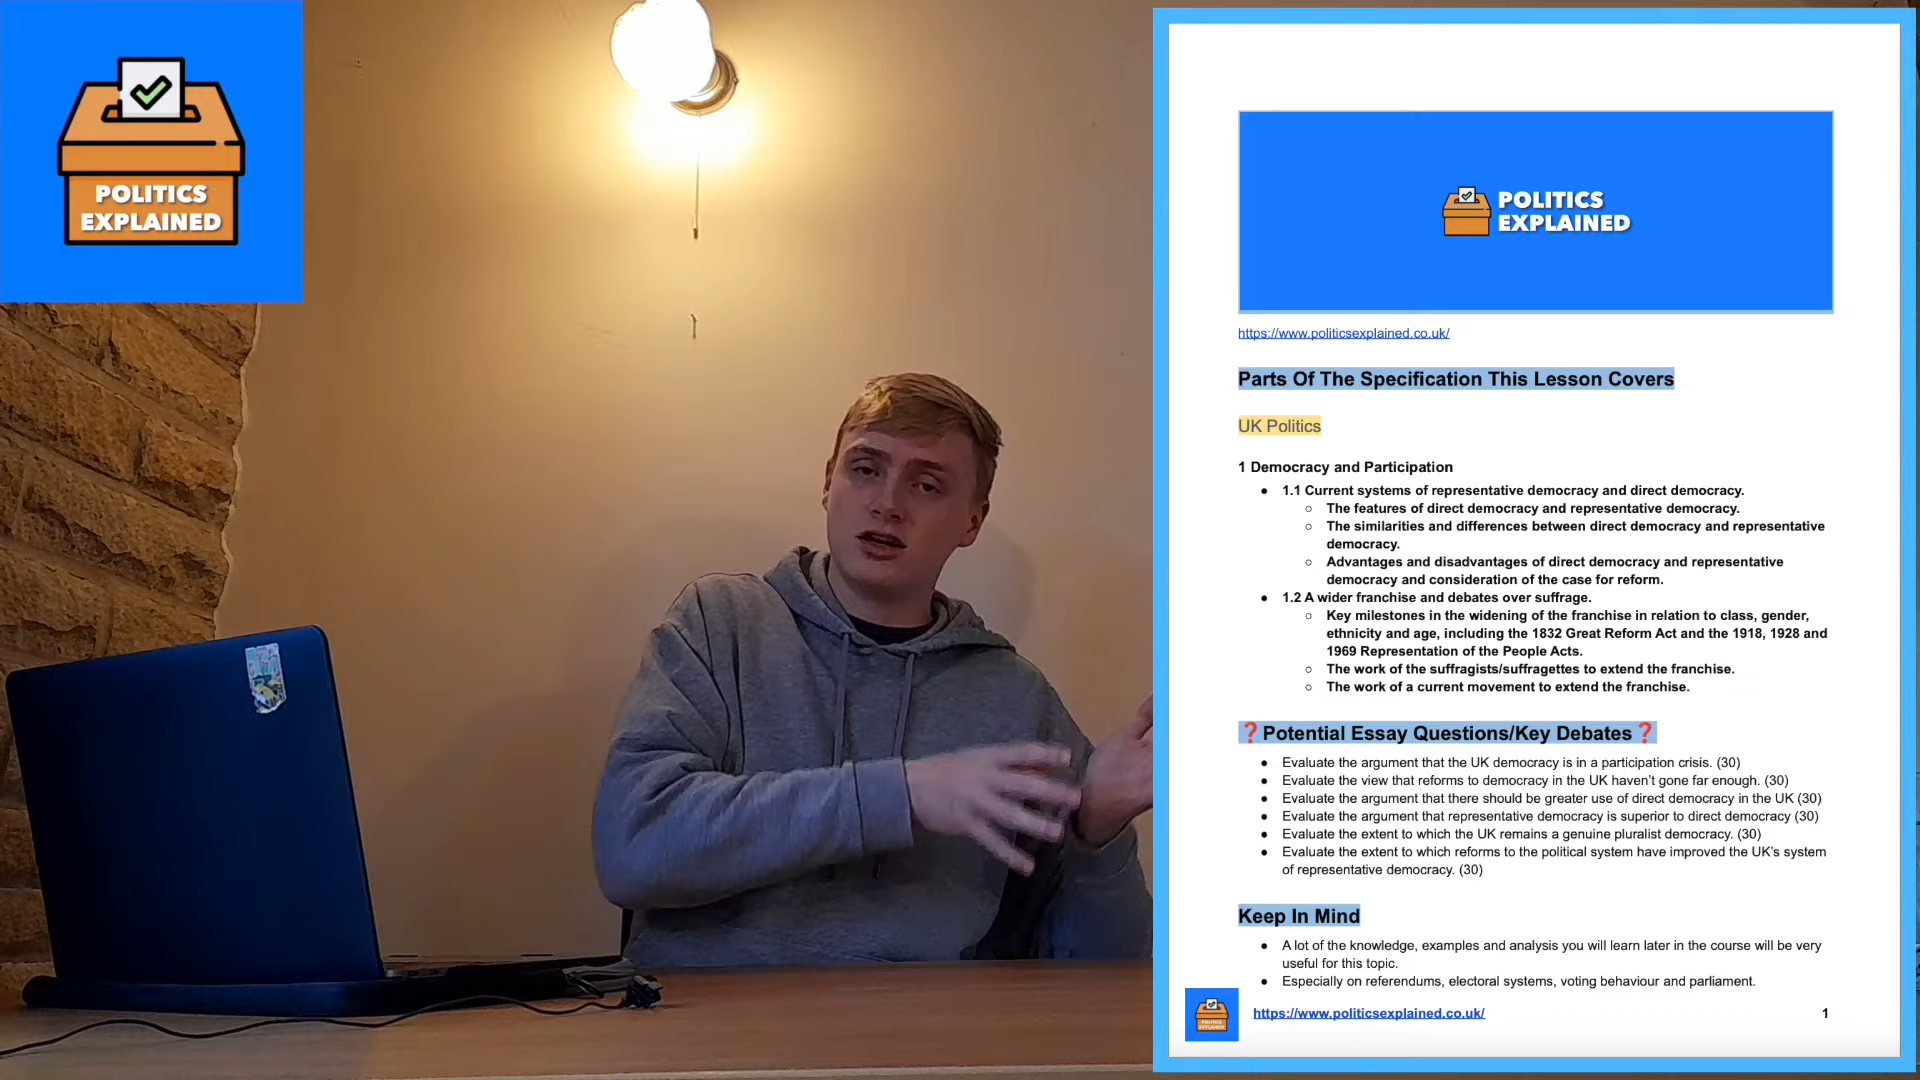 POLITICS
EXPLAINED
POLITICS
EXPLAINED
https://www.politicsexplained.co.uk/
Parts Of The Specification This Lesson Covers
UK Politics
1 Democracy and Participation
● 1.1 Current systems of representative democracy and direct democracy.
○ The features of direct democracy and representative democracy.
○ The similarities and differences between direct democracy and representative
democracy.
○ Advantages and disadvantages of direct democracy and representative
democracy and consideration of the case for reform.
● 1.2 A wider franchise and debates over suffrage.
○ Key milestones in the widening of the franchise in relation to class, gender,
ethnicity and age, including the 1832 Great Reform Act and the 1918, 1928 and
1969 Representation of the People Acts.
○ The work of the suffragists/suffragettes to extend the franchise.
○ The work of a current movement to extend the franchise.
❓Potential Essay Questions/Key Debates❓
● Evaluate the argument that the UK democracy is in a participation crisis. (30)
● Evaluate the view that reforms to democracy in the UK haven't gone far enough. (30)
● Evaluate the argument that there should be greater use of direct democracy in the UK (30)
● Evaluate the argument that representative democracy is superior to direct democracy (30)
● Evaluate the extent to which the UK remains a genuine pluralist democracy. (30)
● Evaluate the extent to which reforms to the political system have improved the UK's system
of representative democracy. (30)
Keep In Mind
● A lot of the knowledge, examples and analysis you will learn later in the course will be very
useful for this topic.
● Especially on referendums, electoral systems, voting behaviour and parliament.
POLITICS
EXPLAINED
https://www.politicsexplained.co.uk/
1